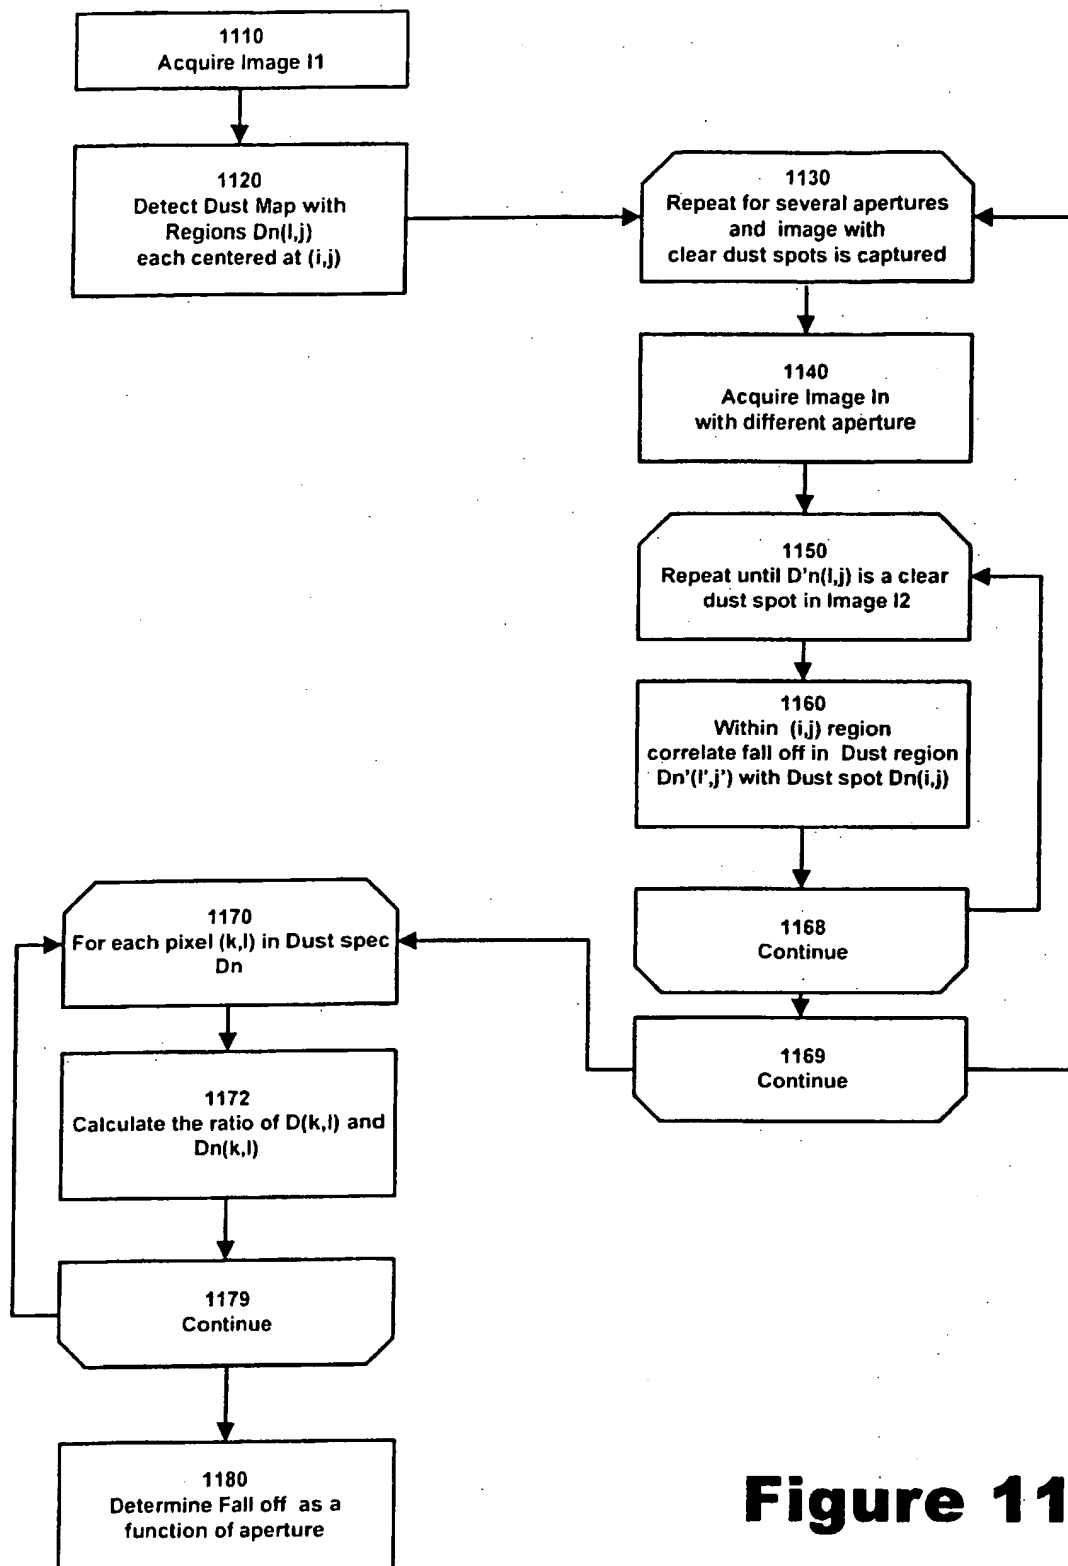 1110
Acquire Image I1
1120
Detect Dust Map with
Regions Dn(I,j)
each centered at (i,j)
1130
Repeat for several apertures
and image with
clear dust spots is captured
1140
Acquire Image In
with different aperture
1150
Repeat until D'n(I,j) is a clear
dust spot in Image I2
1160
Within (i,j) region
correlate fall off in Dust region
Dn'(I',j') with Dust spot Dn(i,j)
1168
Continue
1169
Continue
1170
For each pixel (k,l) in Dust spec
Dn
1172
Calculate the ratio of D(k,l) and
Dn(k,l)
1179
Continue
1180
Determine Fall off as a
function of aperture
Figure 11